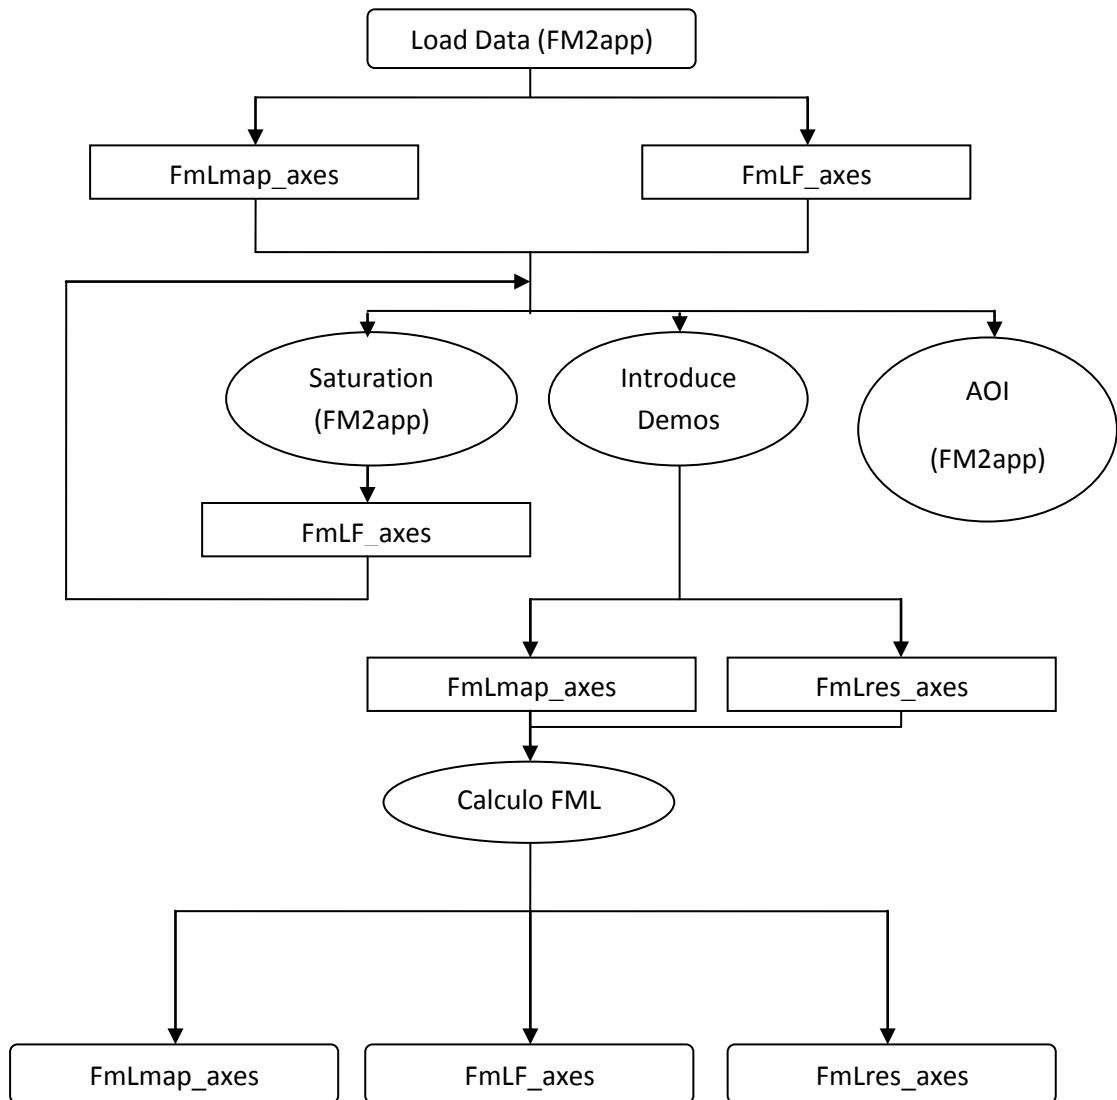 Load Data (FM2app)
FmLmap_axes
FmLF_axes
Saturation
(FM2app)
Introduce
Demos
AOI
(FM2app)
FmLF_axes
FmLmap_axes
FmLres_axes
Calculo FML
FmLmap_axes
FmLF_axes
FmLres_axes